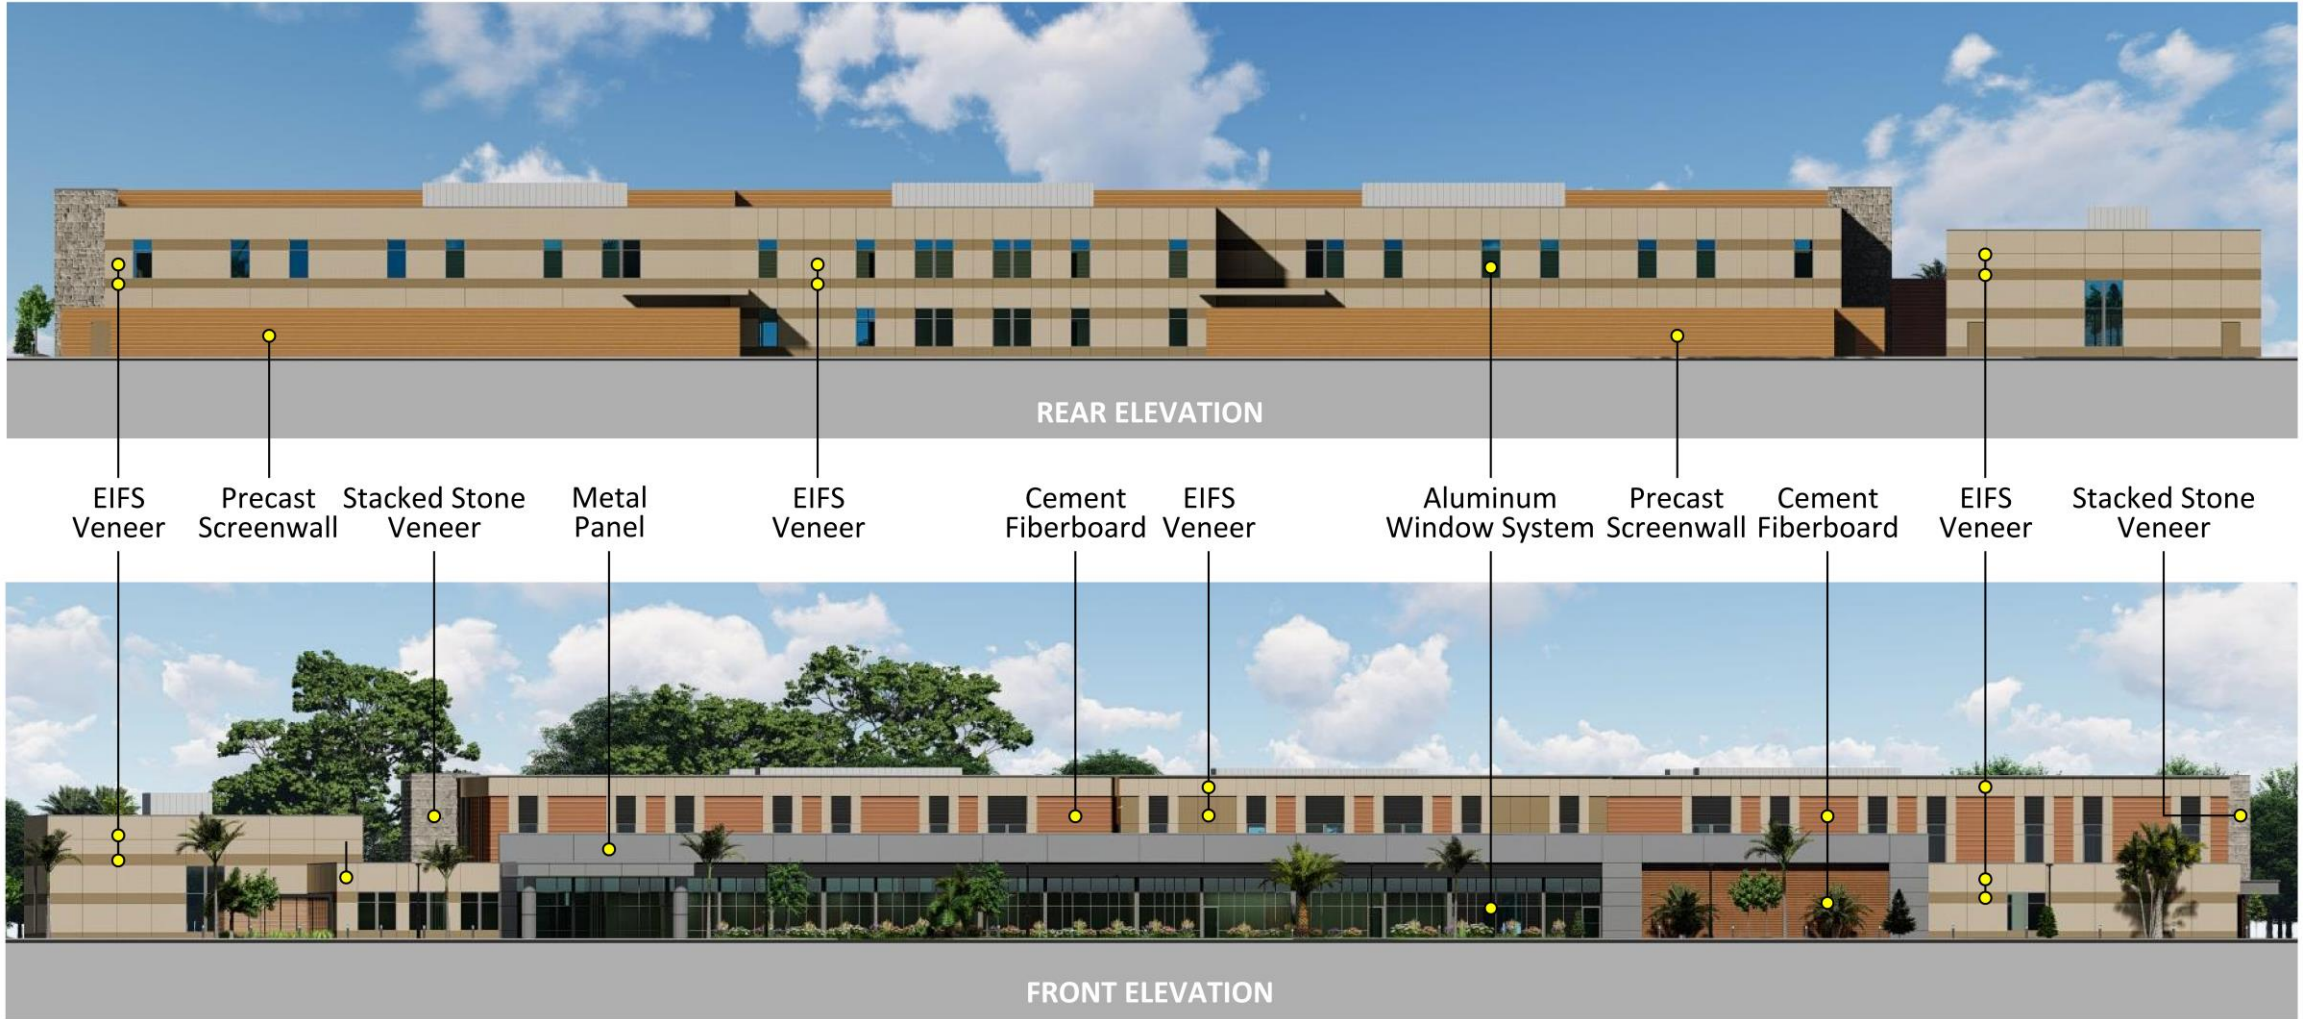 REAR ELEVATION
EIFS
Veneer
Precast
Screenwall
Stacked Stone
Veneer
Metal
Panel
EIFS
Veneer
Cement
Fiberboard
EIFS
Veneer
Aluminum
Window System
Precast
Screenwall
Cement
Fiberboard
EIFS
Veneer
Stacked Stone
Veneer
FRONT ELEVATION